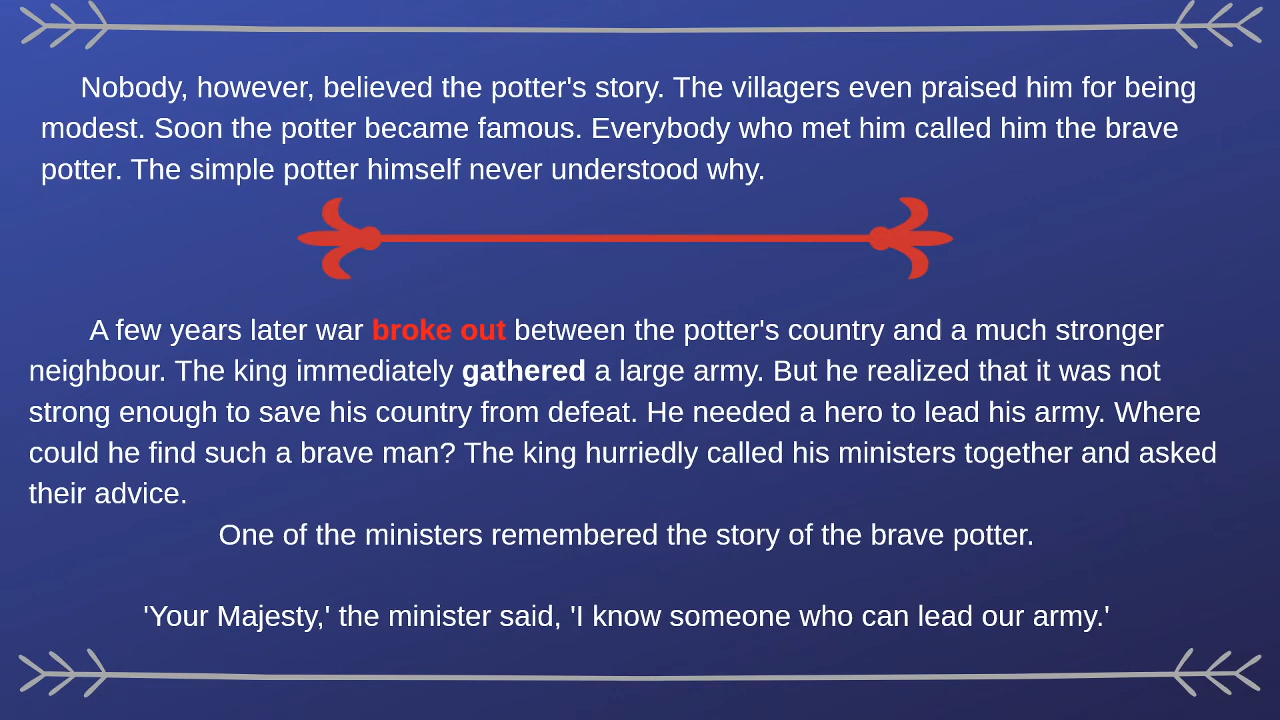 Nobody, however, believed the potter's story. The villagers even praised him for being
modest. Soon the potter became famous. Everybody who met him called him the brave
potter. The simple potter himself never understood why.
A few years later war broke out between the potter's country and a much stronger
neighbour. The king immediately gathered a large army. But he realized that it was not
strong enough to save his country from defeat. He needed a hero to lead his army. Where
could he find such a brave man? The king hurriedly called his ministers together and asked
their advice.
One of the ministers remembered the story of the brave potter.
'Your Majesty,' the minister said, 'I know someone who can lead our army.'